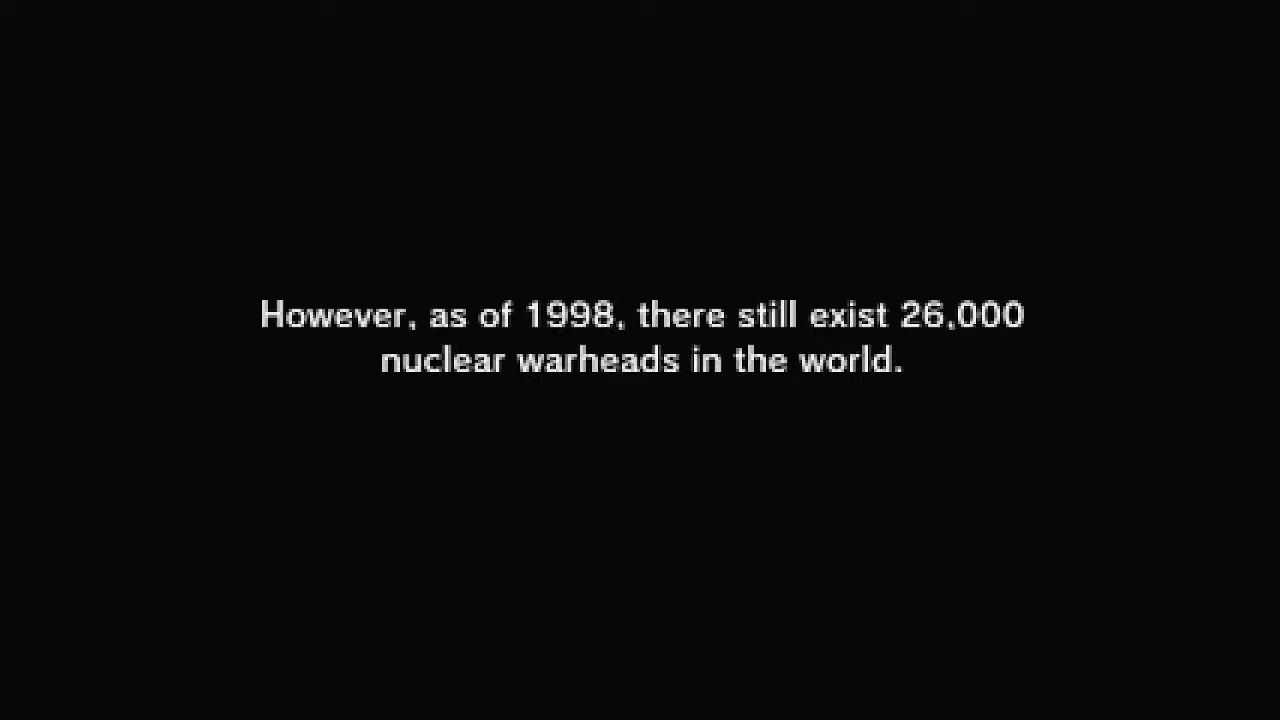 However, as of 1998, there still exist 26,000
nuclear warheads in the world.